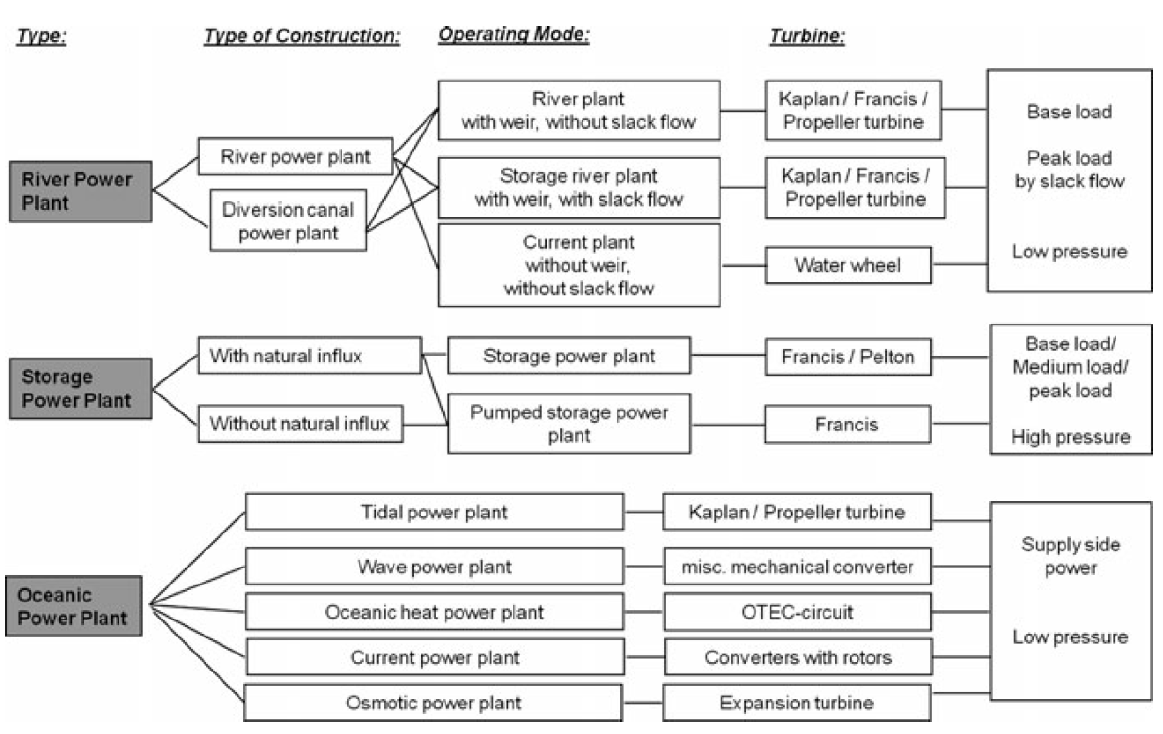 Type:
Type of Construction:
Operating Mode:
Turbine:
River Power
Plant
River power plant
Diversion canal
power plant
River plant
with weir, without slack flow
Storage river plant
with weir, with slack flow
Current plant
without weir,
without slack flow
Kaplan / Francis /
Propeller turbine
Kaplan / Francis /
Propeller turbine
Water wheel
Base load
Peak load
by slack flow
Low pressure
Storage
Power Plant
With natural influx
Without natural influx
Storage power plant
Pumped storage power
plant
Francis / Pelton
Francis
Base load/
Medium load/
peak load
High pressure
Oceanic
Power Plant
Tidal power plant
Wave power plant
Oceanic heat power plant
Current power plant
Osmotic power plant
Kaplan / Propeller turbine
misc. mechanical converter
OTEC-circuit
Converters with rotors
Expansion turbine
Supply side
power
Low pressure